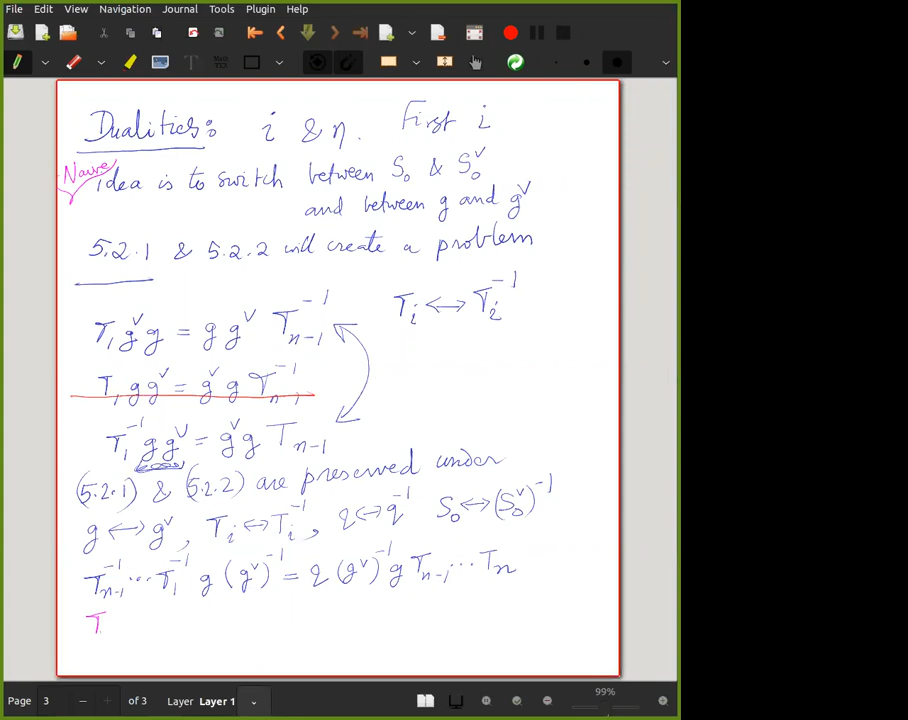 File Edit View Navigation Journal Tools Plugin Help
Dualities: i & η. First i
Naive idea is to switch between S₀ & S₀^∨
and between g and g^∨
5.2.1 & 5.2.2 will create a problem
T₁ g^∨ g = g g^∨ T_{n-1}^{-1} T_i ↔ T_i^{-1}
T₁ g g^∨ = g^∨ g T_{n-1}^{-1}
T₁^{-1} g g^∨ = g^∨ g T_{n-1}
(5.2.1) & (5.2.2) are preserved under
g ↔ g^∨, T_i ↔ T_i^{-1}, q ↔ q^{-1} S₀ ↔ (S₀^∨)^{-1}
T_{n-1}^{-1} ⋯ T_1^{-1} g (g^∨)^{-1} = q (g^∨)^{-1} g T_{n-1} ⋯ T_n
T
Page 3 of 3 Layer Layer 1 99%